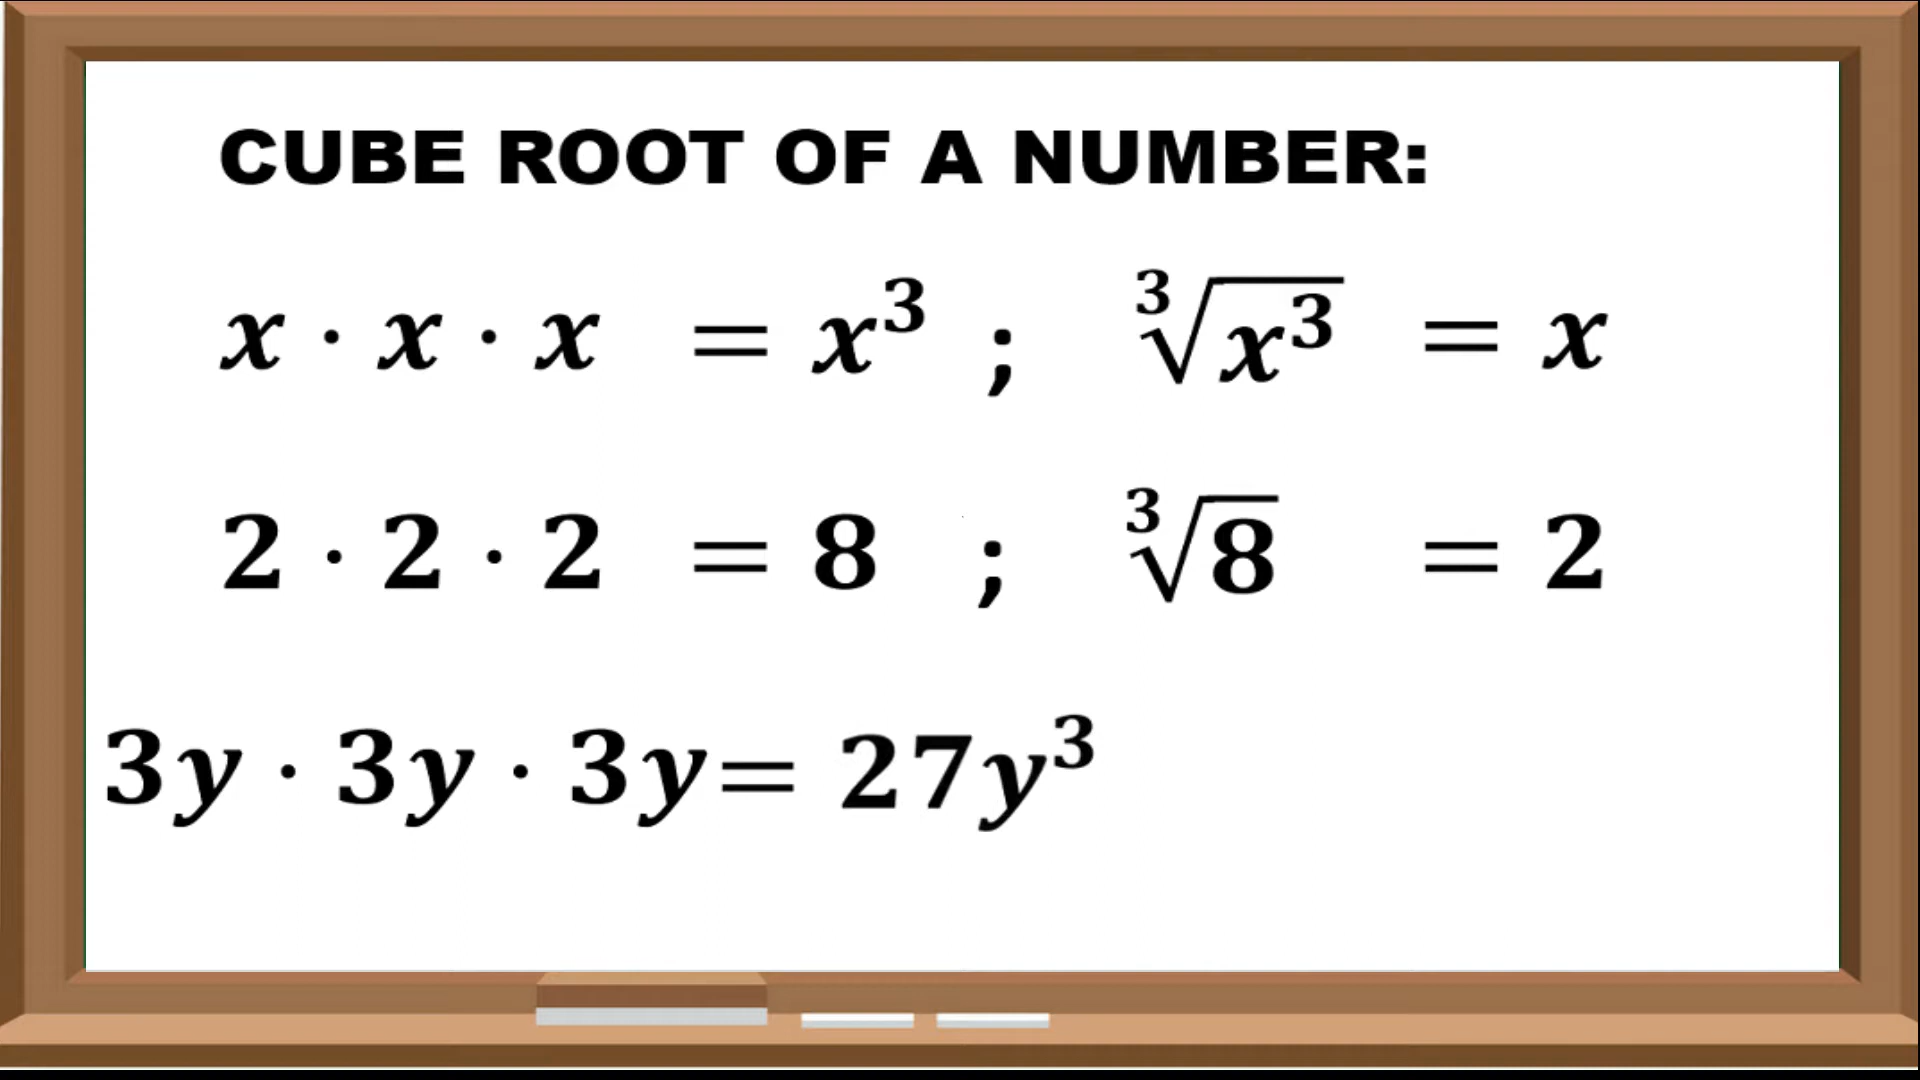 CUBE ROOT OF A NUMBER:
x · x · x = x³ ; ∛x³ = x
2 · 2 · 2 = 8 ; ∛8 = 2
3y · 3y · 3y = 27y³